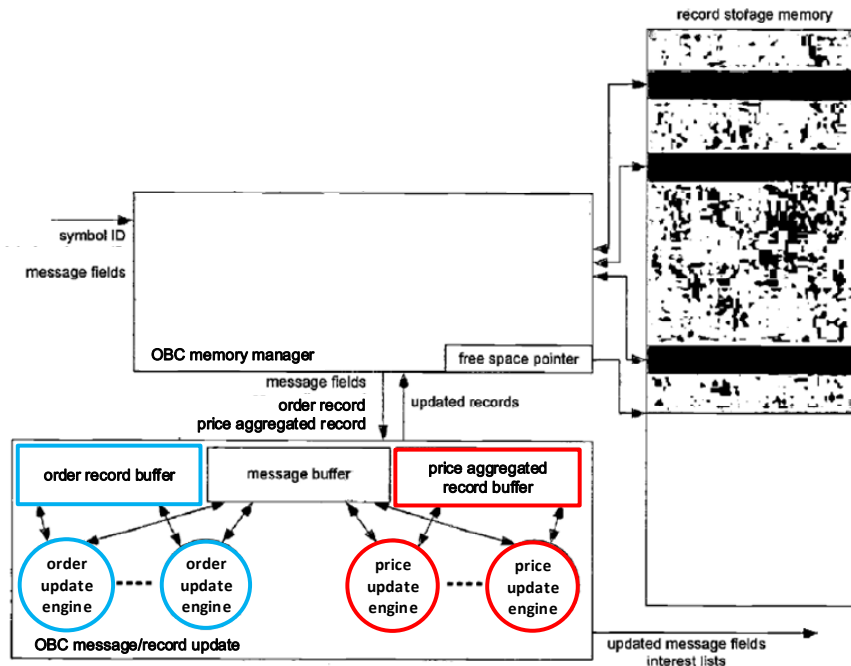 record storage memory
symbol ID
message fields
OBC memory manager
free space pointer
message fields
order record
price aggregated record
updated records
order record buffer
message buffer
price aggregated
record buffer
order
update
engine
order
update
engine
price
update
engine
price
update
engine
OBC message/record update
updated message fields
interest lists